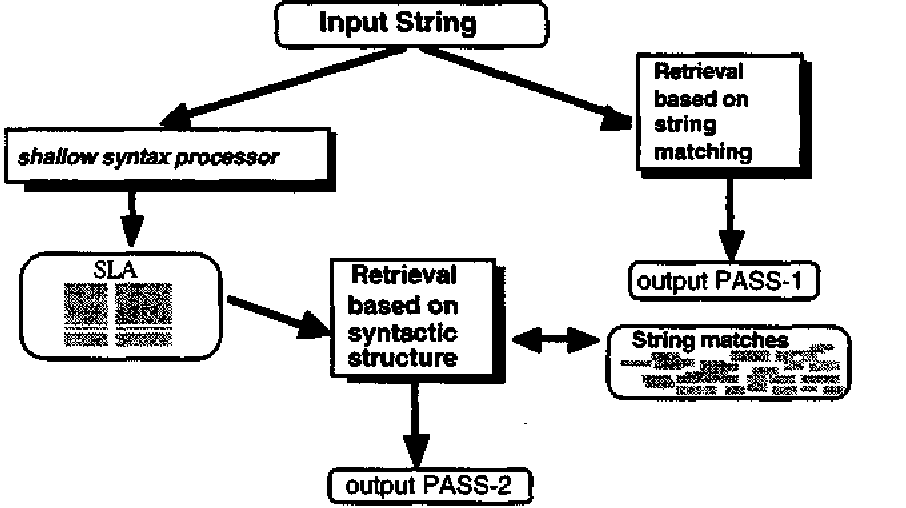 Input String
Retrieval
based on
string
matching
shallow syntax processor
SLA
Retrieval
based on
syntactic
structure
output PASS-1
String matches
output PASS-2